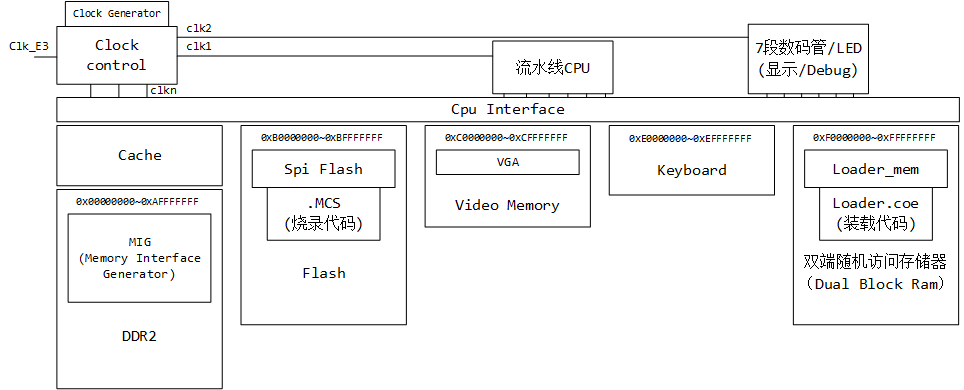 Clock Generator
Clk_E3
Clock
control
clk2
clk1
clkn
流水线CPU
7段数码管/LED
(显示/Debug)
Cpu Interface
Cache
0x00000000~0xAFFFFFFF
MIG
(Memory Interface
Generator)
DDR2
0xB0000000~0xBFFFFFFF
Spi Flash
.MCS
(烧录代码)
Flash
0xC0000000~0xCFFFFFFF
VGA
Video Memory
0xE0000000~0xEFFFFFFF
Keyboard
0xF0000000~0xFFFFFFFF
Loader_mem
Loader.coe
(装载代码)
双端随机访问存储器
（Dual Block Ram）